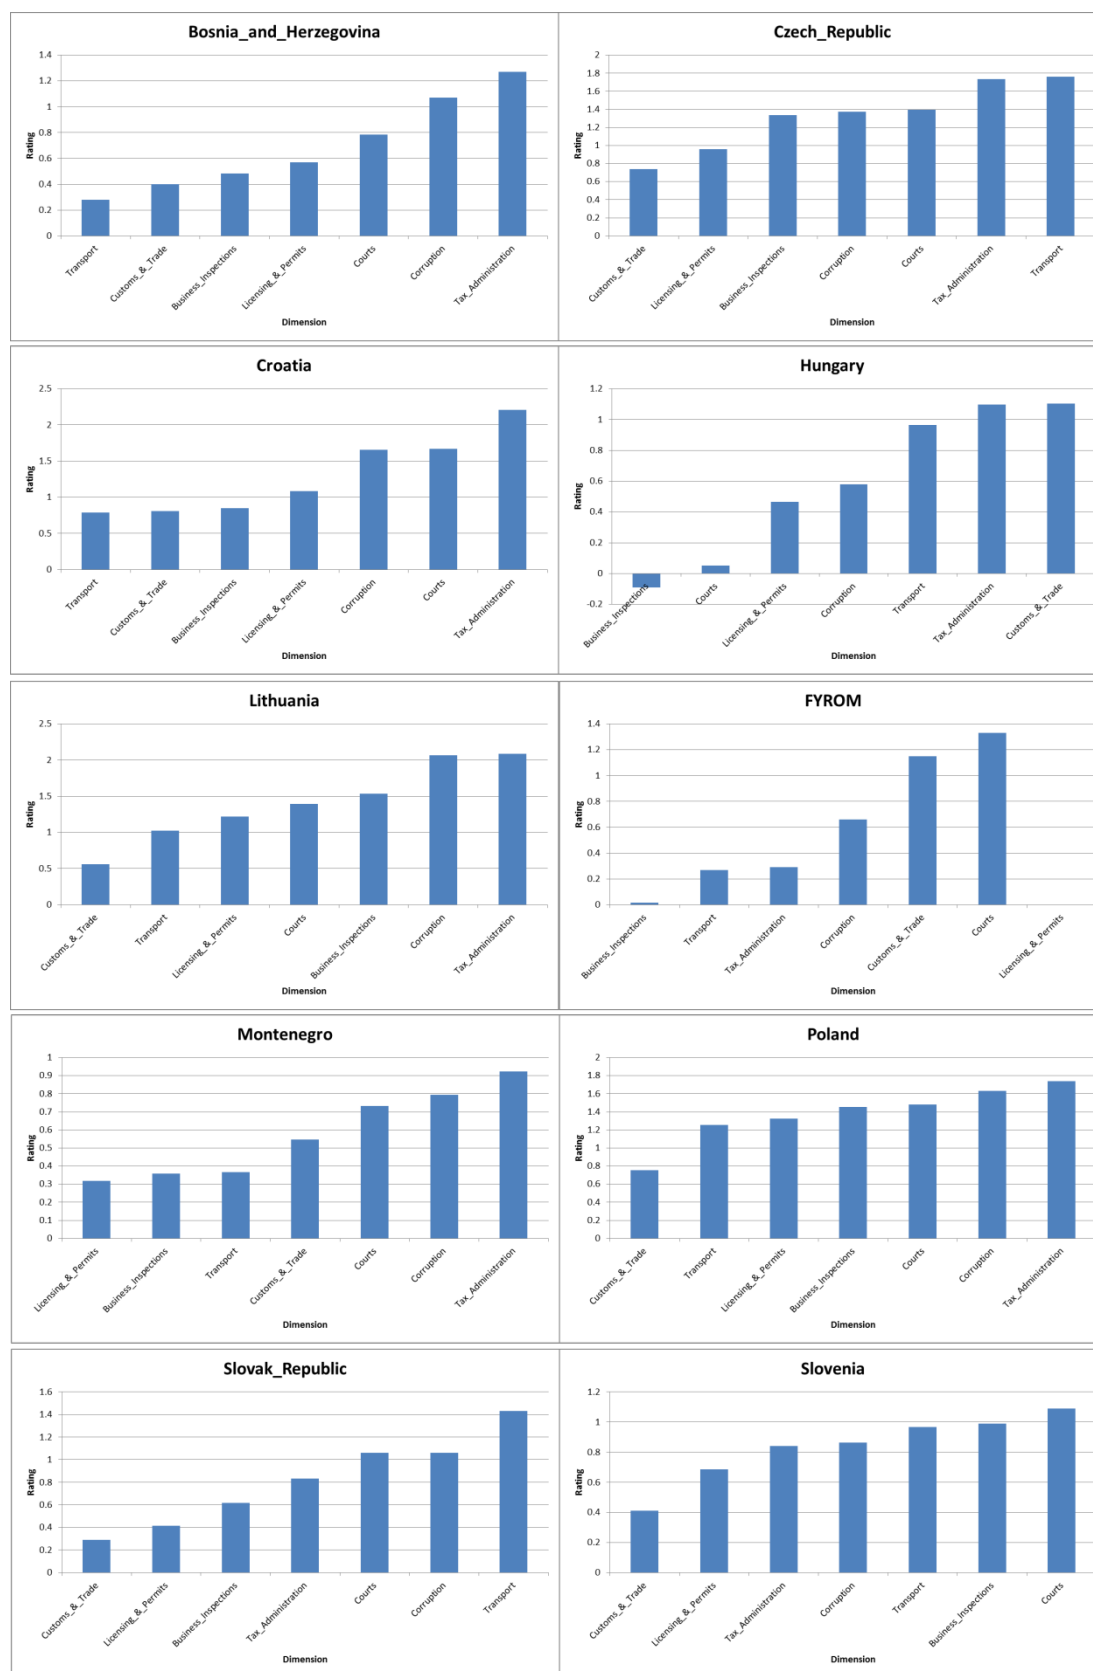 Bosnia_and_Herzegovina
1.4
1.2
1
0.8
0.6
0.4
0.2
0
Rating
Transport
Customs_&_Trade
Business_Inspections
Licensing_&_Permits
Courts
Corruption
Tax_Administration
Dimension
Czech_Republic
2
1.8
1.6
1.4
1.2
1
0.8
0.6
0.4
0.2
0
Rating
Customs_&_Trade
Licensing_&_Permits
Business_Inspections
Corruption
Courts
Tax_Administration
Transport
Dimension
Croatia
2.5
2
1.5
1
0.5
0
Rating
Transport
Customs_&_Trade
Business_Inspections
Licensing_&_Permits
Corruption
Courts
Tax_Administration
Dimension
Hungary
1.2
1
0.8
0.6
0.4
0.2
0
-0.2
Rating
Business_Inspections
Courts
Licensing_&_Permits
Corruption
Transport
Tax_Administration
Customs_&_Trade
Dimension
Lithuania
2.5
2
1.5
1
0.5
0
Rating
Customs_&_Trade
Transport
Licensing_&_Permits
Courts
Business_Inspections
Corruption
Tax_Administration
Dimension
FYROM
1.4
1.2
1
0.8
0.6
0.4
0.2
0
Rating
Business_Inspections
Transport
Tax_Administration
Corruption
Customs_&_Trade
Courts
Licensing_&_Permits
Dimension
Montenegro
1
0.9
0.8
0.7
0.6
0.5
0.4
0.3
0.2
0.1
0
Rating
Licensing_&_Permits
Business_Inspections
Transport
Customs_&_Trade
Courts
Corruption
Tax_Administration
Dimension
Poland
2
1.8
1.6
1.4
1.2
1
0.8
0.6
0.4
0.2
0
Rating
Customs_&_Trade
Transport
Licensing_&_Permits
Business_Inspections
Courts
Corruption
Tax_Administration
Dimension
Slovak_Republic
1.6
1.4
1.2
1
0.8
0.6
0.4
0.2
0
Rating
Customs_&_Trade
Licensing_&_Permits
Business_Inspections
Tax_Administration
Courts
Corruption
Transport
Dimension
Slovenia
1.2
1
0.8
0.6
0.4
0.2
0
Rating
Customs_&_Trade
Licensing_&_Permits
Tax_Administration
Corruption
Transport
Business_Inspections
Courts
Dimension